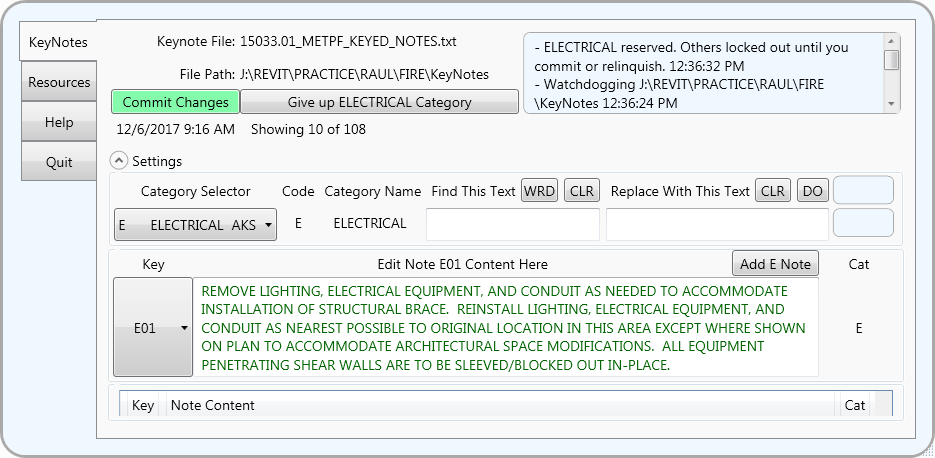 KeyNotes
Resources
Help
Quit
Keynote File: 15033.01_METPF_KEYED_NOTES.txt
File Path: J:\REVIT\PRACTICE\RAUL\FIRE\KeyNotes
Commit Changes Give up ELECTRICAL Category
12/6/2017 9:16 AM Showing 10 of 108
- ELECTRICAL reserved. Others locked out until you
commit or relinquish. 12:36:32 PM
- Watchdogging J:\REVIT\PRACTICE\RAUL\FIRE
\KeyNotes 12:36:24 PM
Settings
Category Selector Code Category Name Find This Text WRD CLR Replace With This Text CLR DO
E ELECTRICAL AKS E ELECTRICAL
Key Edit Note E01 Content Here Add E Note Cat
E01
REMOVE LIGHTING, ELECTRICAL EQUIPMENT, AND CONDUIT AS NEEDED TO ACCOMMODATE
INSTALLATION OF STRUCTURAL BRACE. REINSTALL LIGHTING, ELECTRICAL EQUIPMENT, AND
CONDUIT AS NEAREST POSSIBLE TO ORIGINAL LOCATION IN THIS AREA EXCEPT WHERE SHOWN
ON PLAN TO ACCOMMODATE ARCHITECTURAL SPACE MODIFICATIONS. ALL EQUIPMENT
PENETRATING SHEAR WALLS ARE TO BE SLEEVED/BLOCKED OUT IN-PLACE.
E
Key Note Content Cat